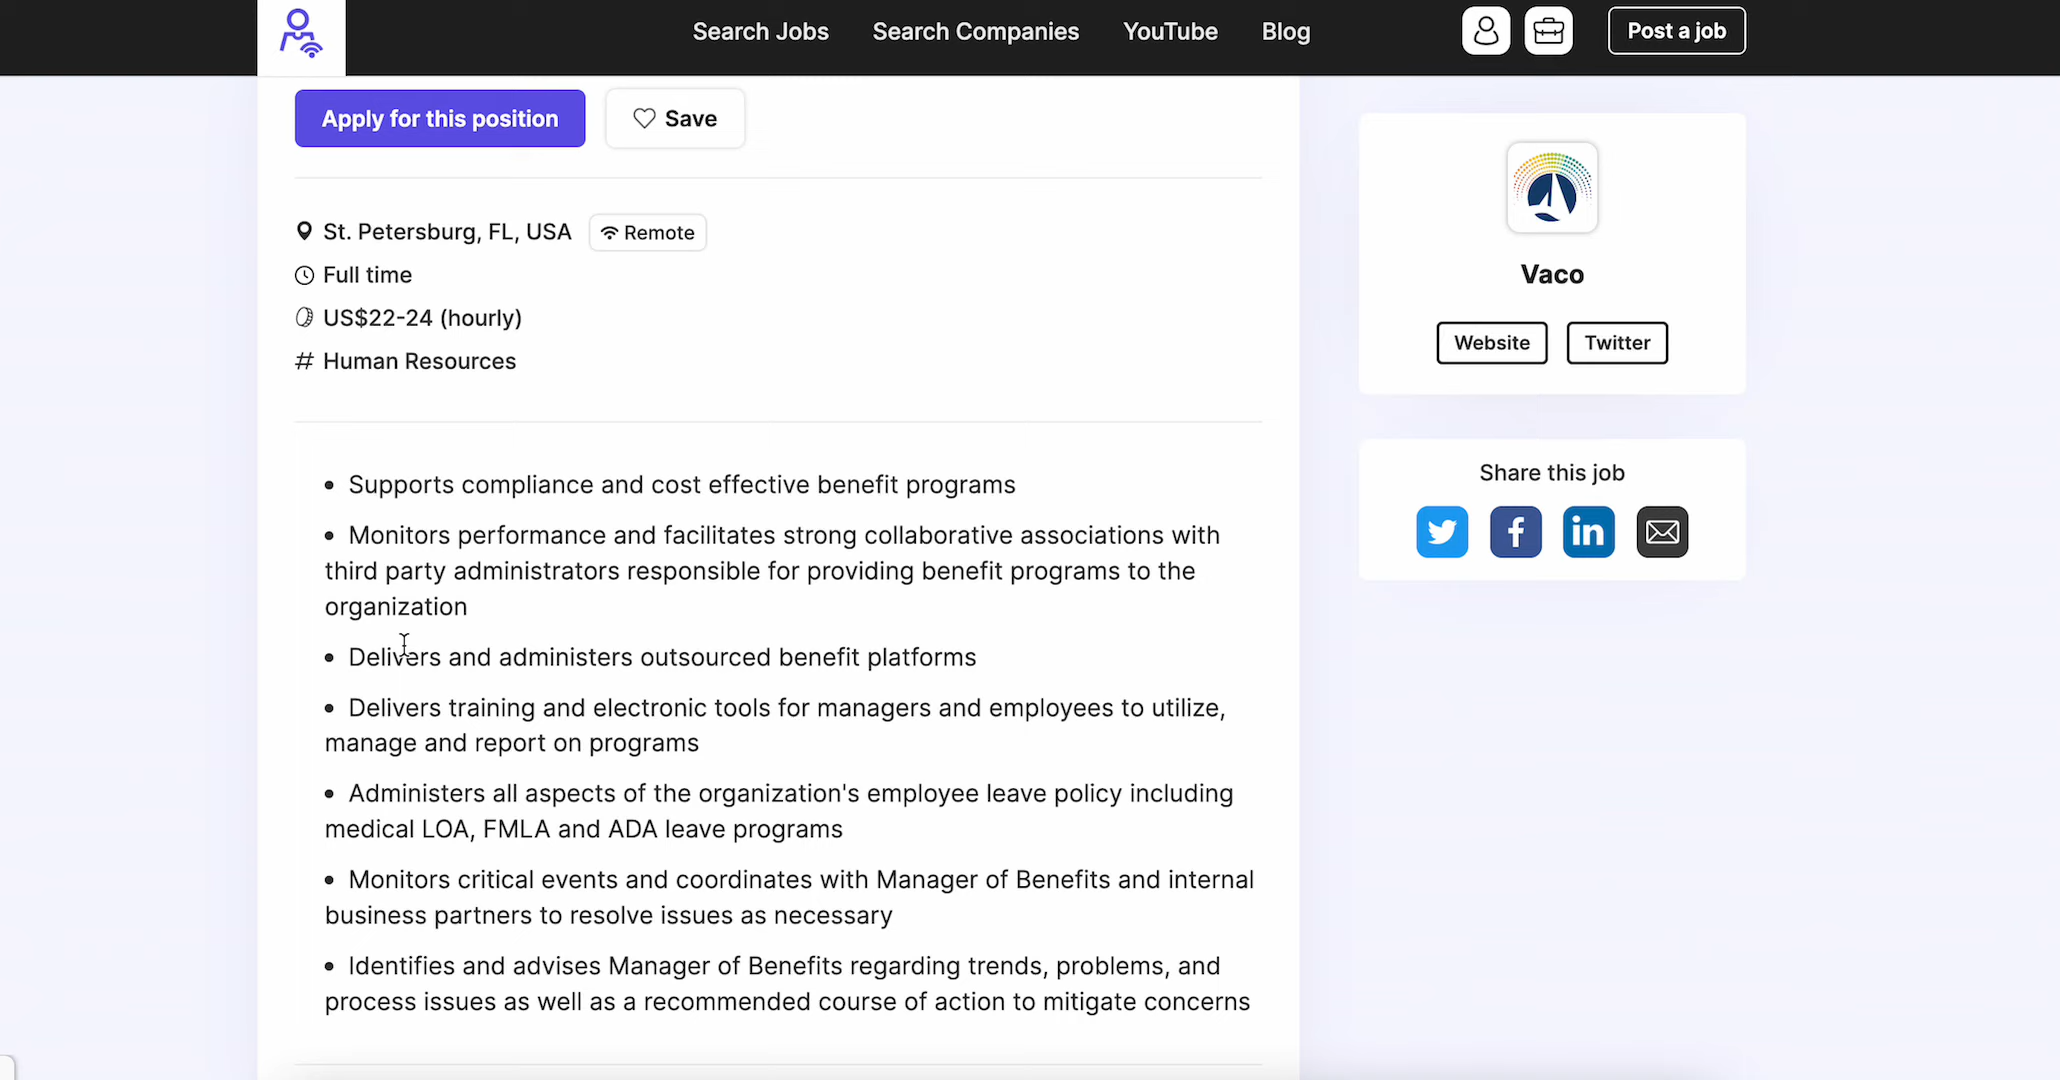 Search Jobs
Search Companies
YouTube
Blog
Post a job
Apply for this position
Save
St. Petersburg, FL, USA
Remote
Full time
US$22-24 (hourly)
# Human Resources
• Supports compliance and cost effective benefit programs
• Monitors performance and facilitates strong collaborative associations with
third party administrators responsible for providing benefit programs to the
organization
• Delivers and administers outsourced benefit platforms
• Delivers training and electronic tools for managers and employees to utilize,
manage and report on programs
• Administers all aspects of the organization's employee leave policy including
medical LOA, FMLA and ADA leave programs
• Monitors critical events and coordinates with Manager of Benefits and internal
business partners to resolve issues as necessary
• Identifies and advises Manager of Benefits regarding trends, problems, and
process issues as well as a recommended course of action to mitigate concerns
Vaco
Website
Twitter
Share this job
f
in